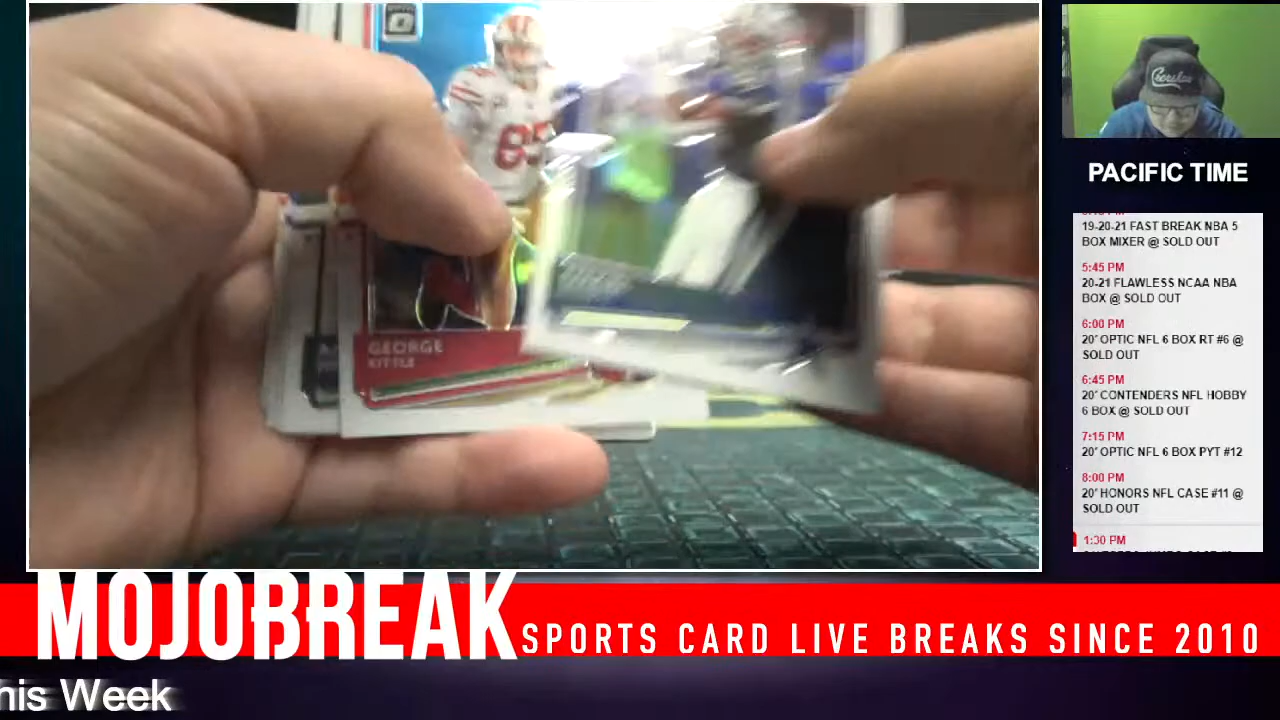 85
GEORGE
KITTLE
PACIFIC TIME
19-20-21 FAST BREAK NBA 5
BOX MIXER @ SOLD OUT
5:45 PM
20-21 FLAWLESS NCAA NBA
BOX @ SOLD OUT
6:00 PM
20' OPTIC NFL 6 BOX RT #6 @
SOLD OUT
6:45 PM
20' CONTENDERS NFL HOBBY
6 BOX @ SOLD OUT
7:15 PM
20' OPTIC NFL 6 BOX PYT #12
8:00 PM
20' HONORS NFL CASE #11 @
SOLD OUT
1:30 PM
MOJOBREAK
SPORTS CARD LIVE BREAKS SINCE 2010
his Week